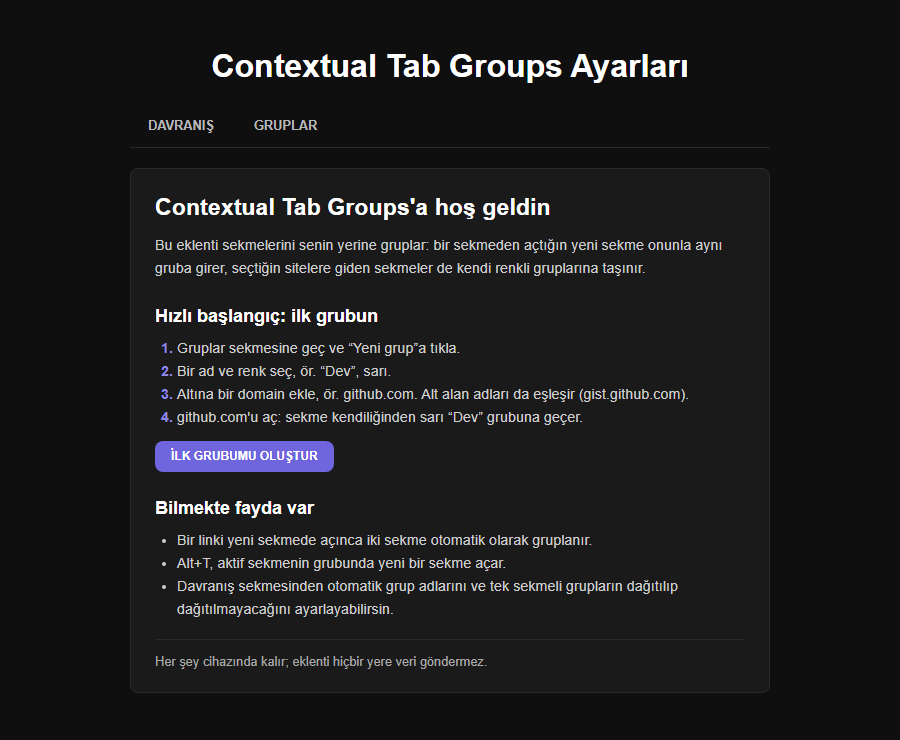 Contextual Tab Groups Ayarları
DAVRANIŞ
GRUPLAR
Contextual Tab Groups'a hoş geldin
Bu eklenti sekmelerini senin yerine gruplar: bir sekmeden açtığın yeni sekme onunla aynı
gruba girer, seçtiğin sitelere giden sekmeler de kendi renkli gruplarına taşınır.
Hızlı başlangıç: ilk grubun
1. Gruplar sekmesine geç ve “Yeni grup”a tıkla.
2. Bir ad ve renk seç, ör. “Dev”, sarı.
3. Altına bir domain ekle, ör. github.com. Alt alan adları da eşleşir (gist.github.com).
4. github.com'u aç: sekme kendiliğinden sarı “Dev” grubuna geçer.
İLK GRUBUMU OLUŞTUR
Bilmekte fayda var
• Bir linki yeni sekmede açınca iki sekme otomatik olarak gruplanır.
• Alt+T, aktif sekmenin grubunda yeni bir sekme açar.
• Davranış sekmesinden otomatik grup adlarını ve tek sekmeli grupların dağıtılıp
dağıtılmayacağını ayarlayabilirsin.
Her şey cihazında kalır; eklenti hiçbir yere veri göndermez.